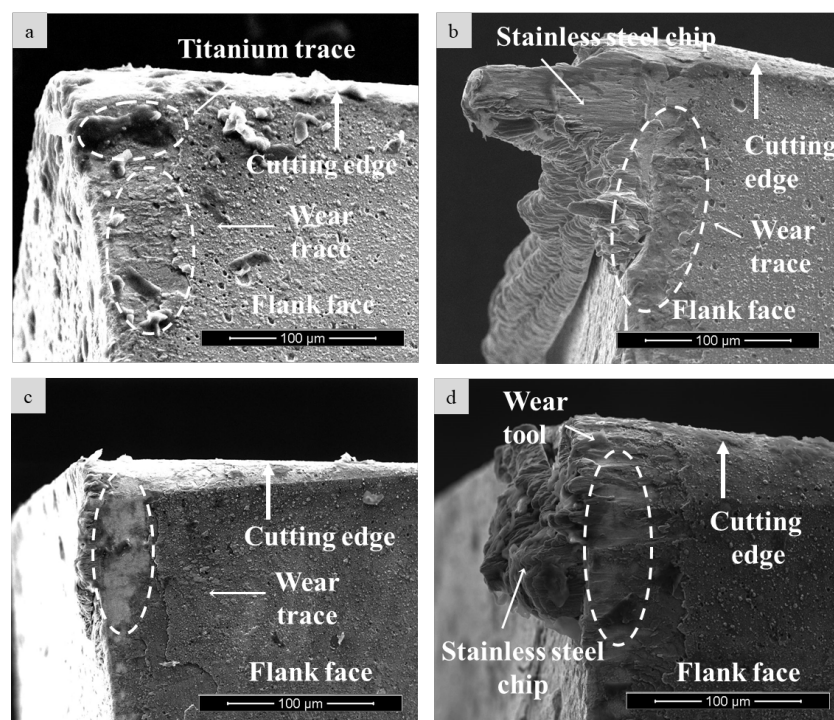 a
Titanium trace
Cutting edge
Wear
trace
Flank face
100 µm
b
Stainless steel chip
Cutting
edge
Wear
trace
Flank face
100 µm
c
Cutting edge
Wear
trace
Flank face
100 µm
d
Wear
tool
Cutting
edge
Stainless steel
chip
Flank face
100 µm